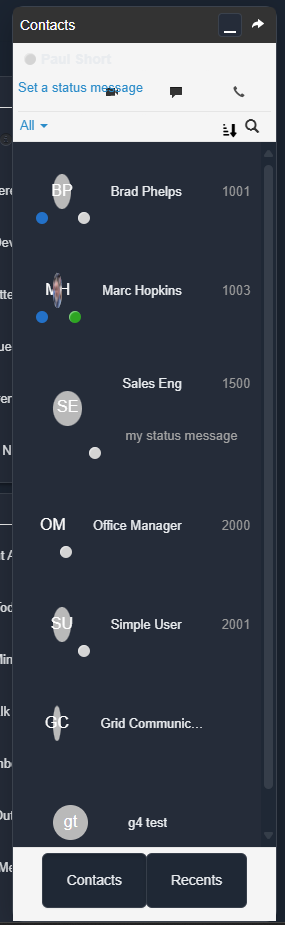 Contacts
Paul Short
Set a status message
All
BP Brad Phelps 1001
MH Marc Hopkins 1003
Sales Eng 1500
SE
my status message
OM Office Manager 2000
SU Simple User 2001
GC Grid Communic...
gt g4 test
Contacts Recents